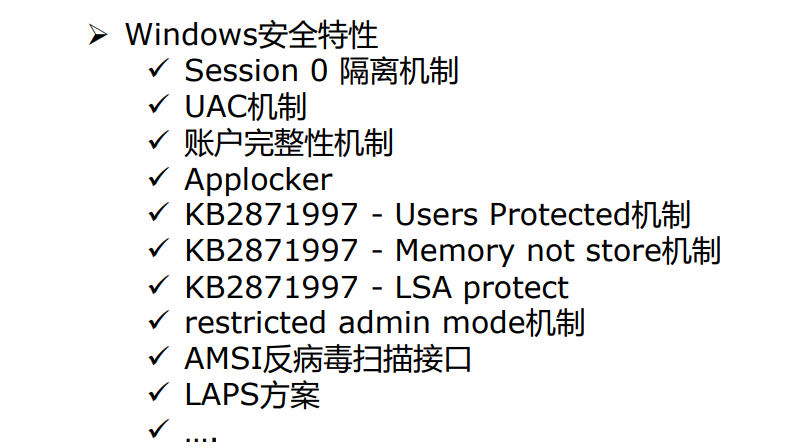 Windows安全特性
Session 0 隔离机制
UAC机制
账户完整性机制
Applocker
KB2871997 - Users Protected机制
KB2871997 - Memory not store机制
KB2871997 - LSA protect
restricted admin mode机制
AMSI反病毒扫描接口
LAPS方案
….